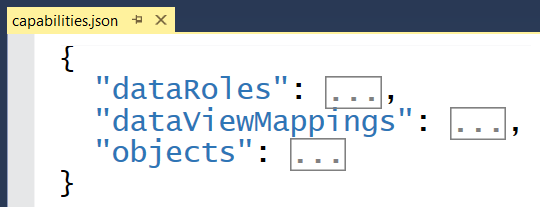 capabilities.json
{
"dataRoles": ...,
"dataViewMappings": ...,
"objects": ...
}